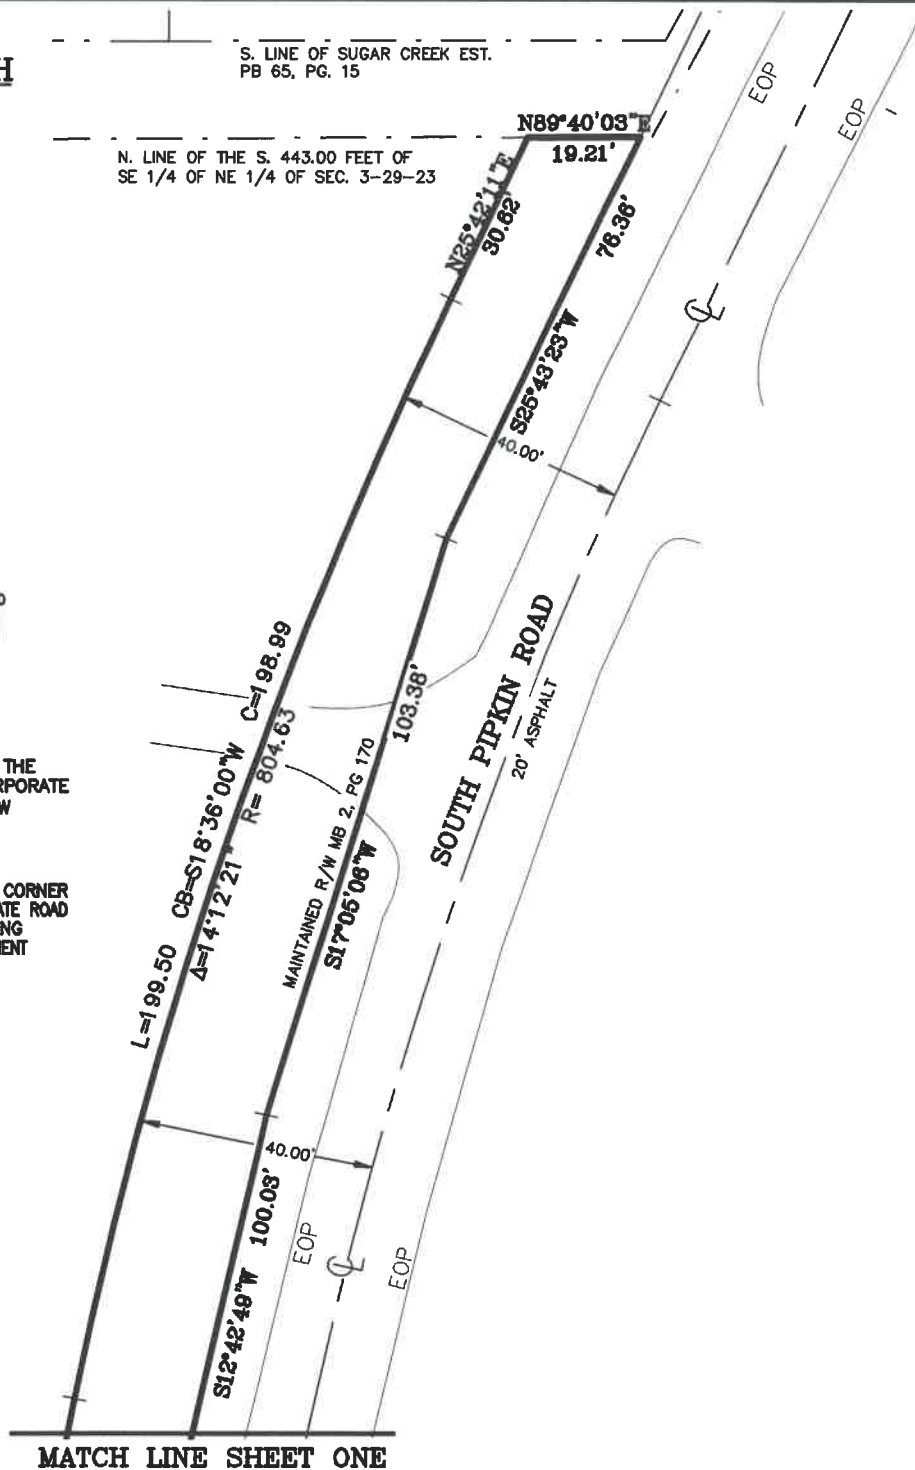 H
S. LINE OF SUGAR CREEK EST.
PB 65, PG. 15
EOP
EOP
N89°40'03"E
19.21'
N. LINE OF THE S. 443.00 FEET OF
SE 1/4 OF NE 1/4 OF SEC. 3-29-23
N25°42'11"E
30.62'
76.36'
S25°43'23"W
CL
40.00'
SOUTH PIPKIN ROAD
20' ASPHALT
L=199.50 CB=S18°36'00"W C=198.99
Δ=14°12'21" R= 804.63
103.38'
MAINTAINED R/W MB 2, PG 170
S17°05'06"W
THE
RPORATE
W
CORNER
ATE ROAD
NG
MENT
40.00'
S12°42'49"W 100.03'
EOP
CL
EOP
MATCH LINE SHEET ONE